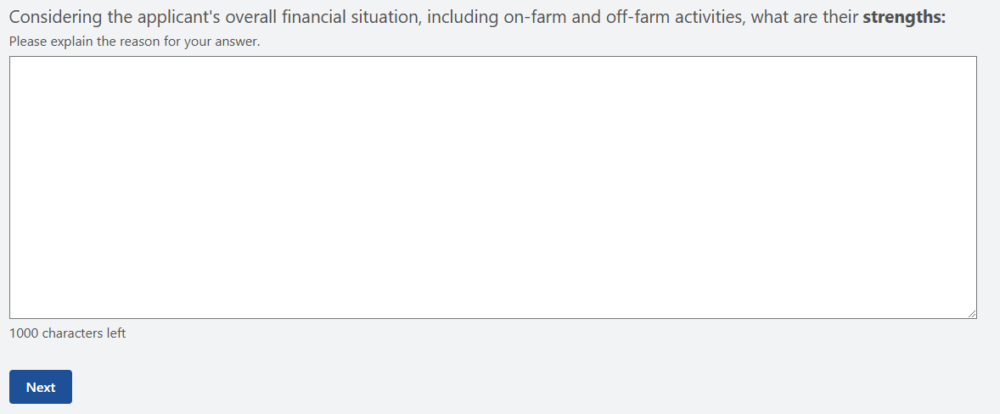 Considering the applicant's overall financial situation, including on-farm and off-farm activities, what are their strengths:
Please explain the reason for your answer.
1000 characters left
Next